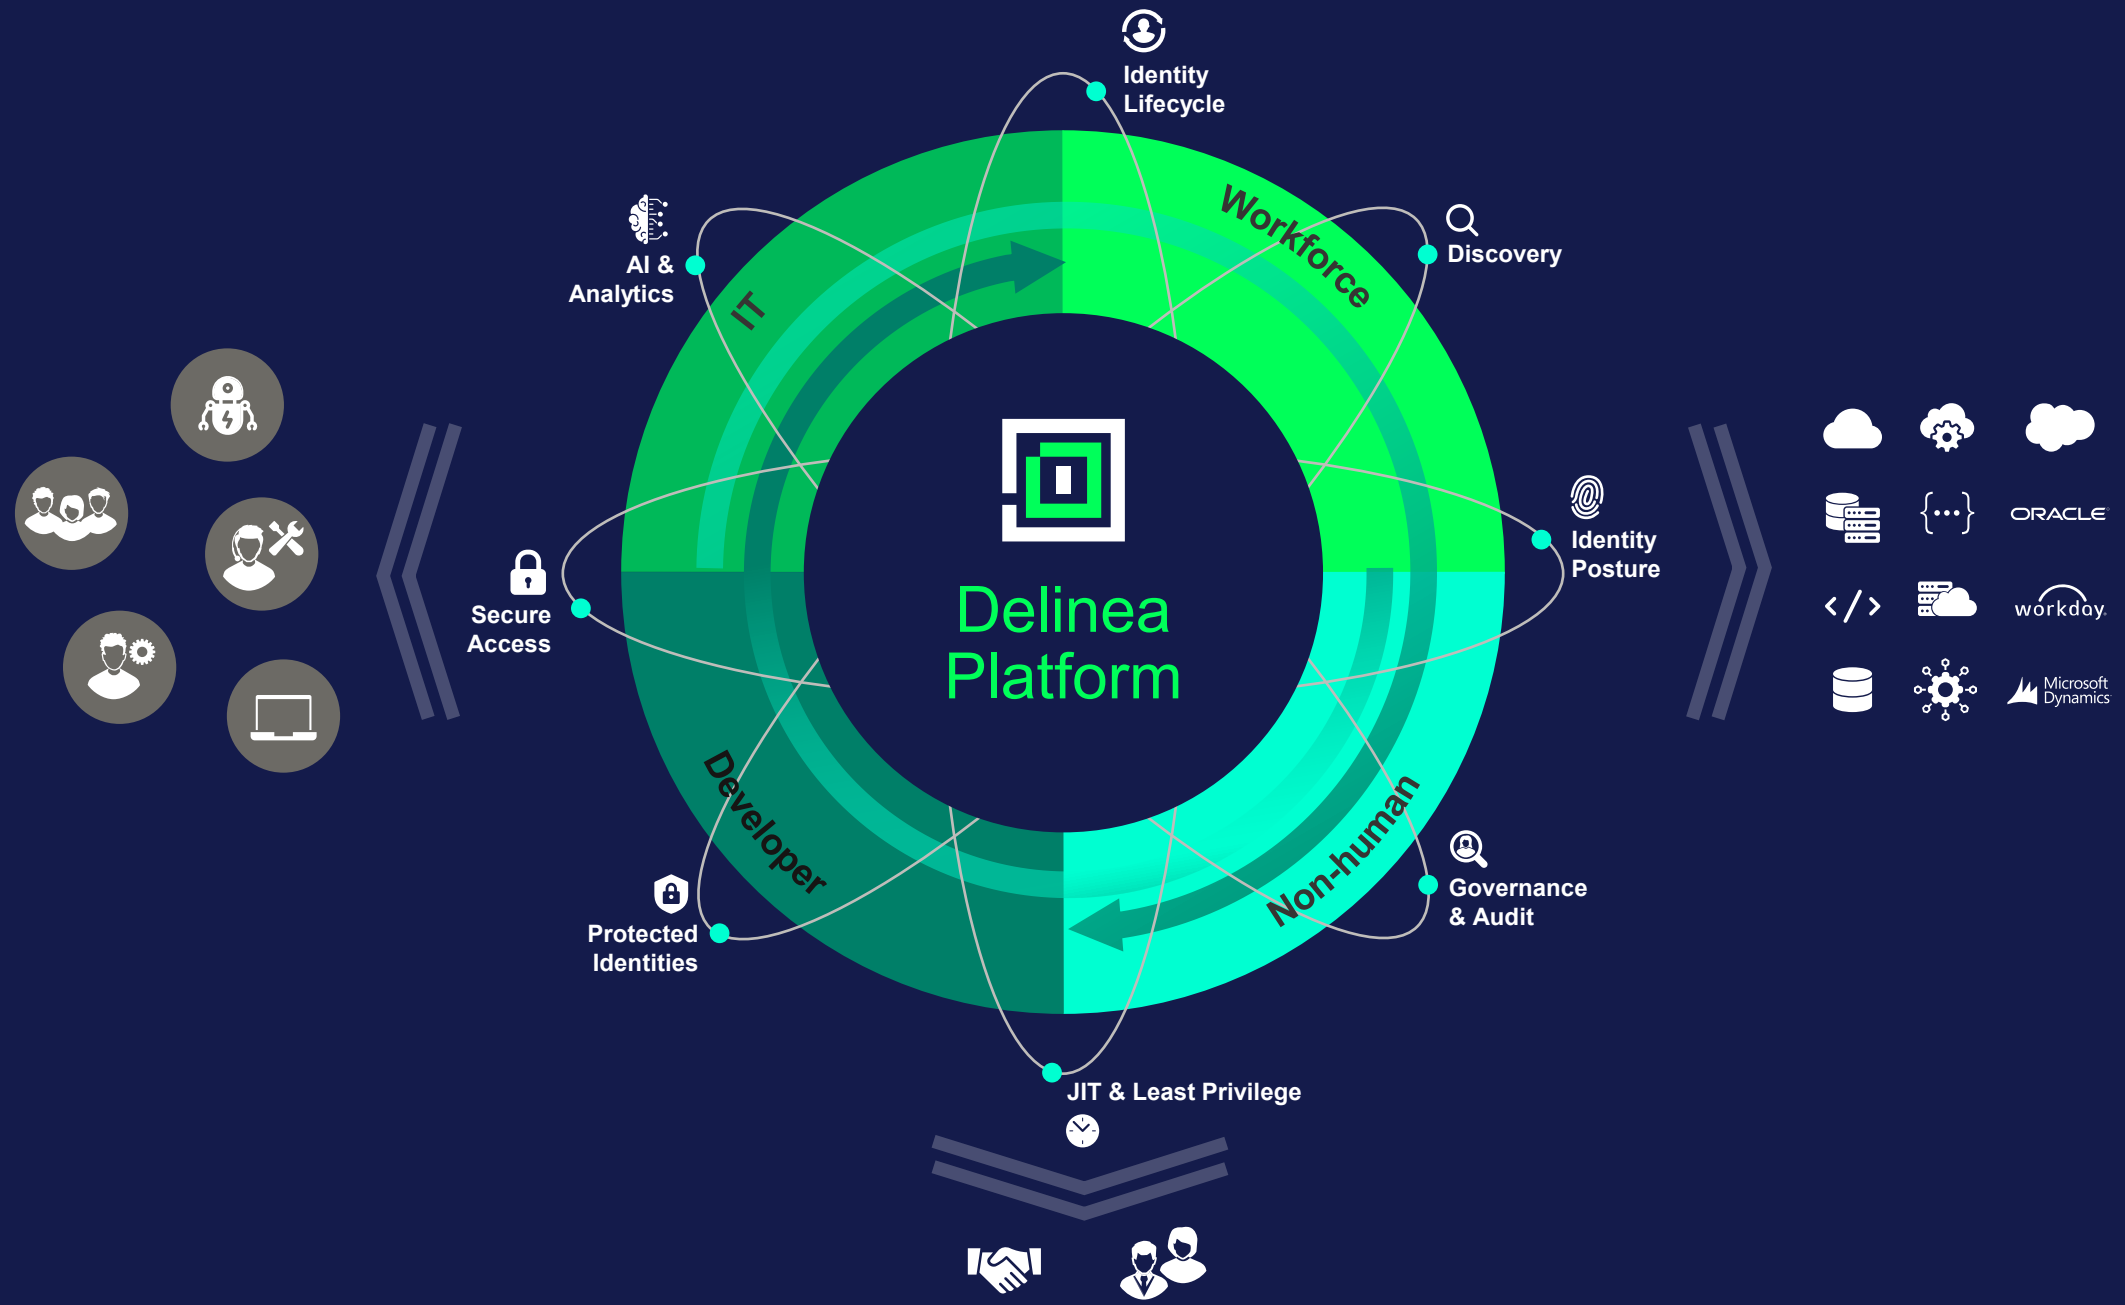 Identity
Lifecycle
Workforce
Discovery
AI &
Analytics
IT
Identity
Posture
ORACLE
Delinea
Platform
Secure
Access
workday.
Microsoft
Dynamics
Developer
Non-human
Governance
& Audit
Protected
Identities
JIT & Least Privilege